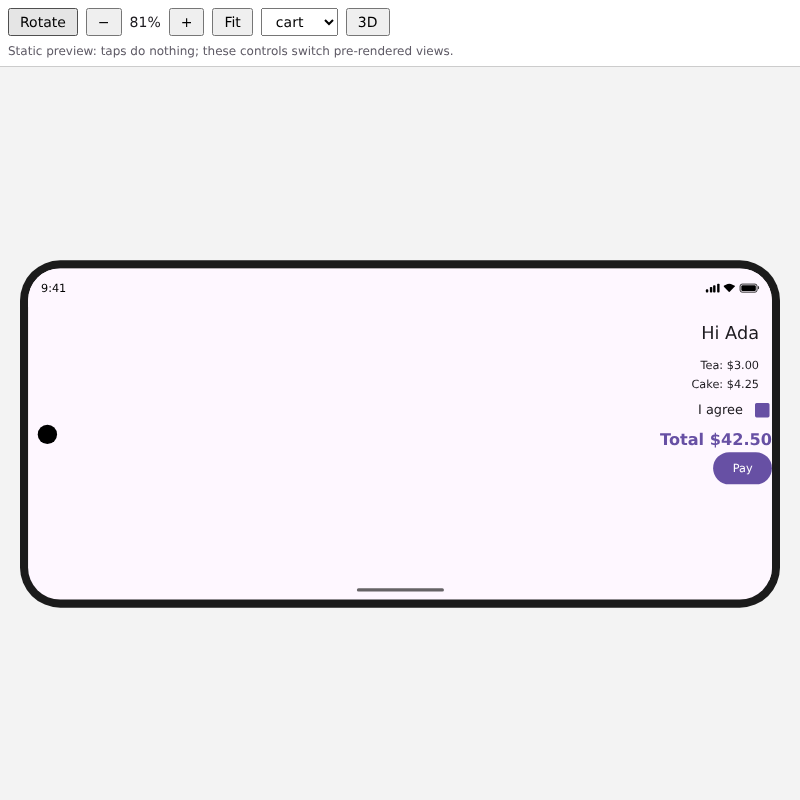 Rotate − 81% + Fit cart 3D
Static preview: taps do nothing; these controls switch pre-rendered views.
9:41
Hi Ada
Tea: $3.00
Cake: $4.25
I agree
Total $42.50
Pay